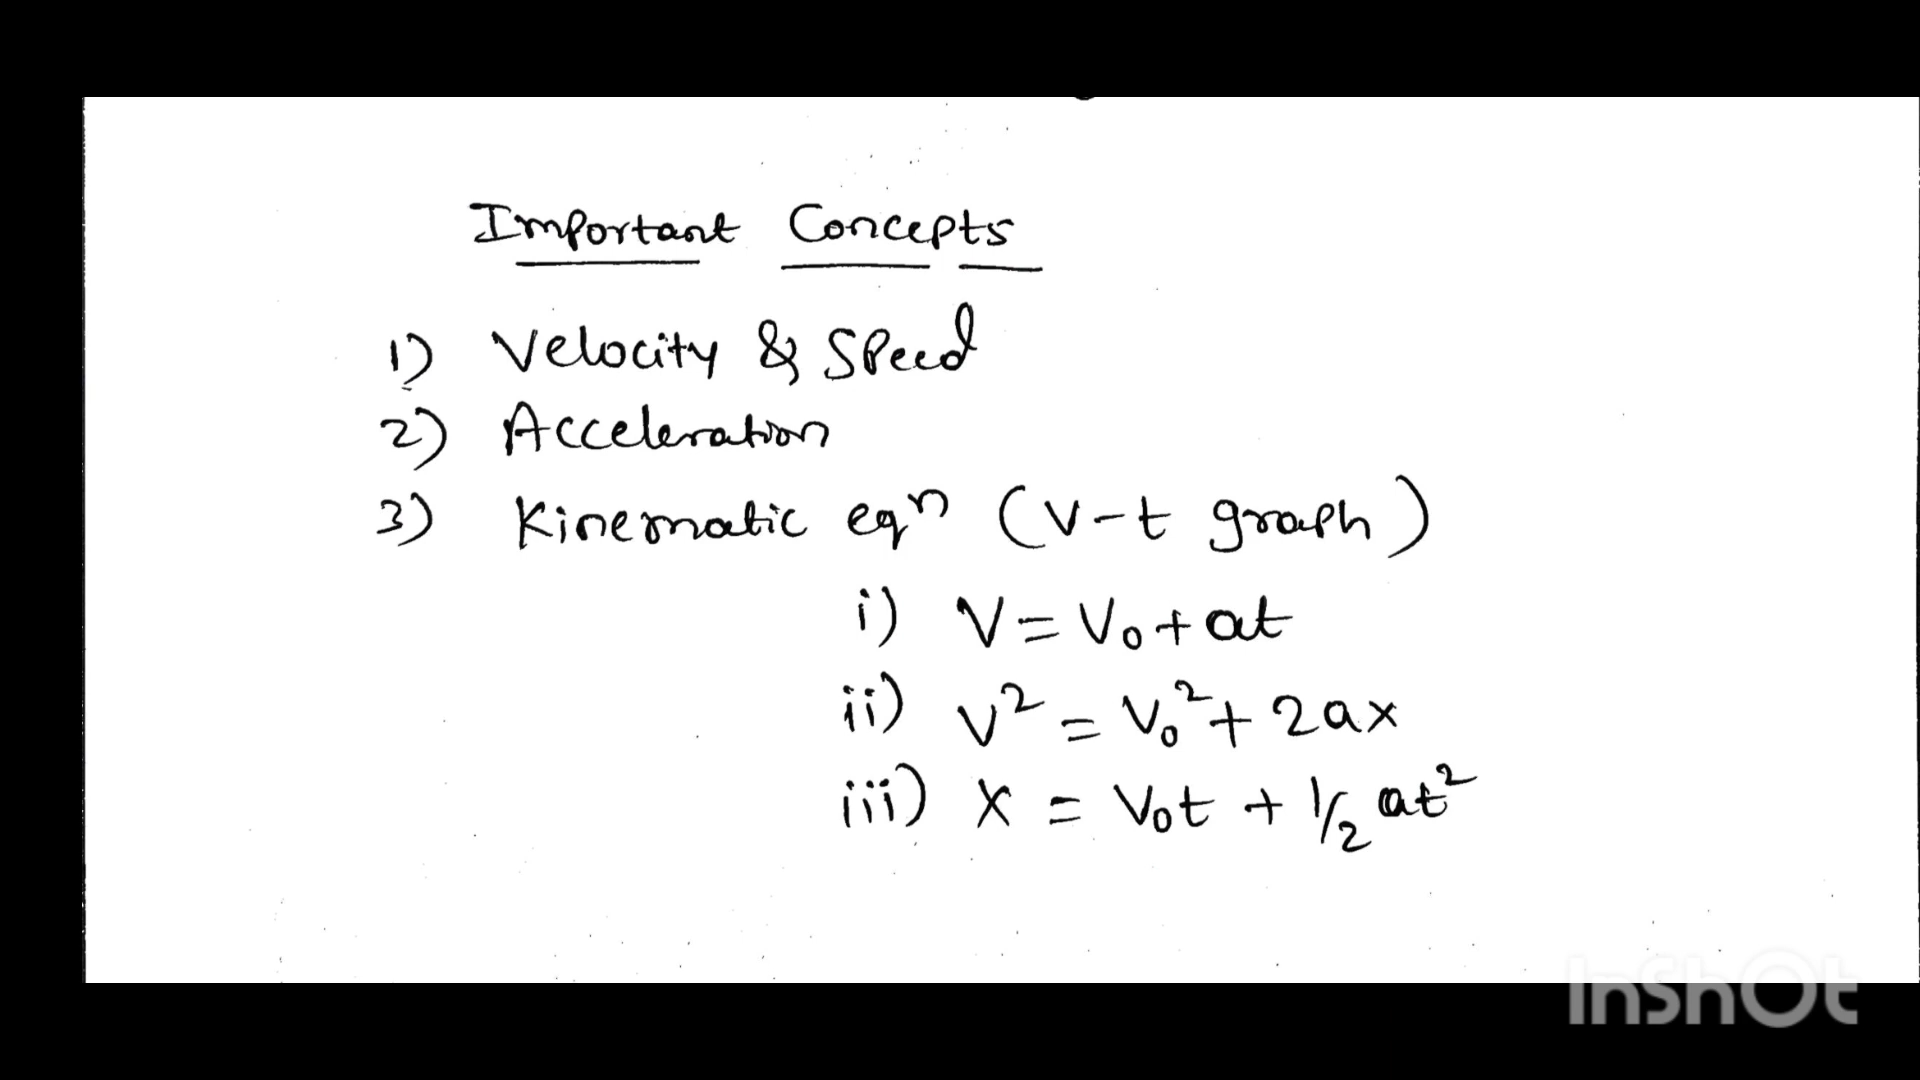 Important Concepts
1) Velocity & Speed
2) Acceleration
3) Kinematic eqⁿ (v-t graph)
i) V = V₀ + at
ii) v² = v₀² + 2ax
iii) x = v₀t + 1/2 at²
InShOt